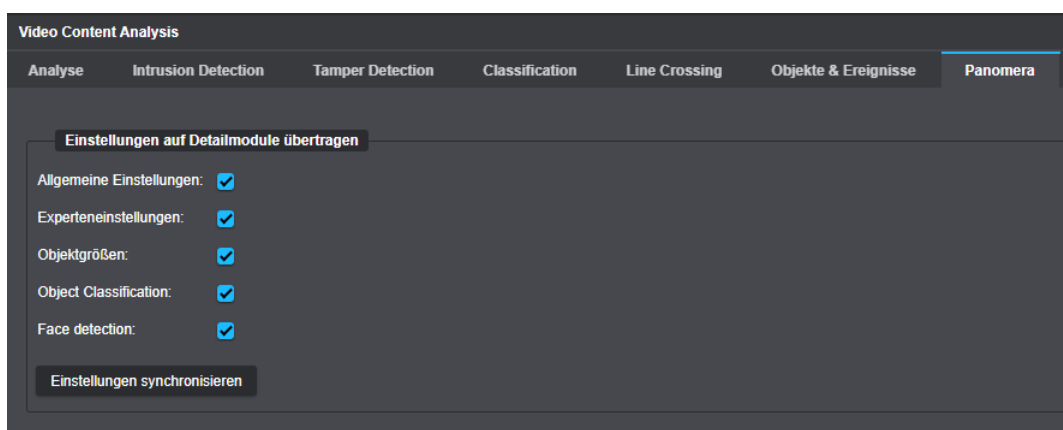 Video Content Analysis
Analyse Intrusion Detection Tamper Detection Classification Line Crossing Objekte & Ereignisse Panomera
Einstellungen auf Detailmodule übertragen
Allgemeine Einstellungen:
Experteneinstellungen:
Objektgrößen:
Object Classification:
Face detection:
Einstellungen synchronisieren